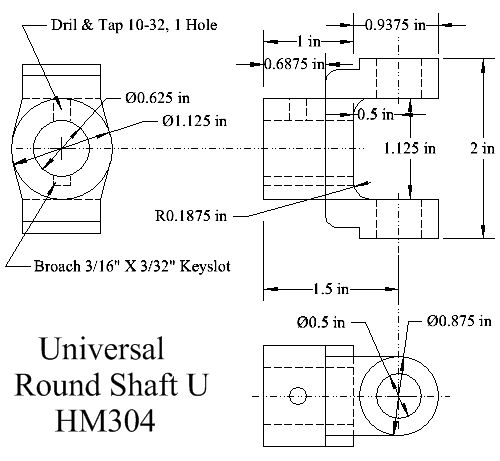 Dril & Tap 10-32, 1 Hole
0.9375 in
1 in
0.6875 in
Ø0.625 in
Ø1.125 in
0.5 in
1.125 in
2 in
R0.1875 in
Broach 3/16" X 3/32" Keyslot
1.5 in
Ø0.5 in
Ø0.875 in
Universal
Round Shaft U
HM304